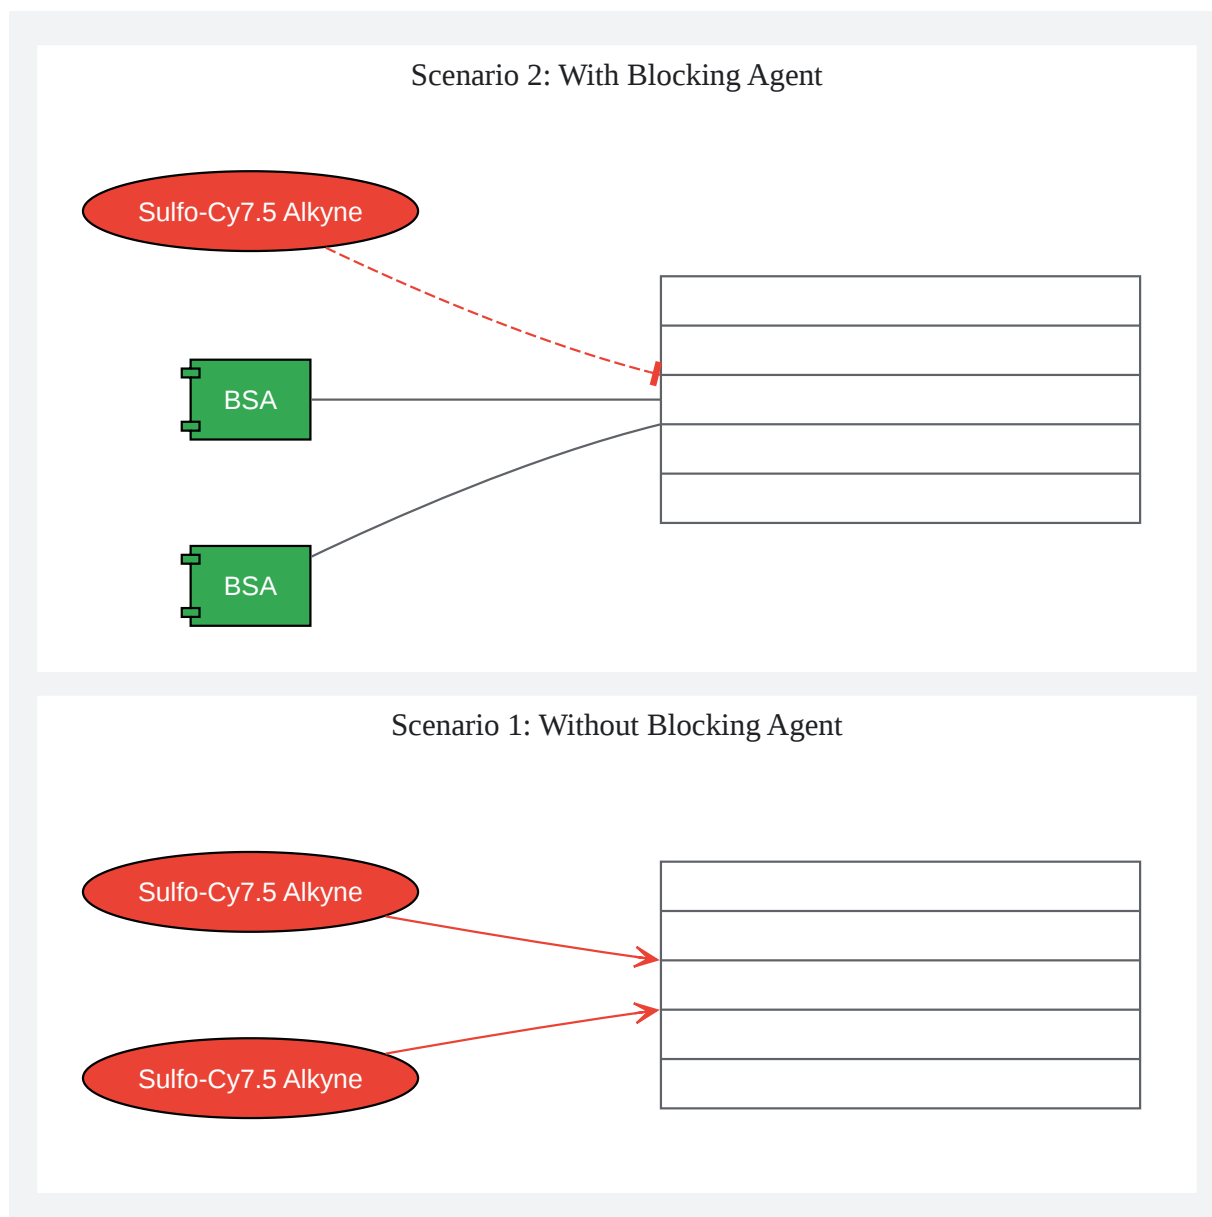 Scenario 2: With Blocking Agent
Sulfo-Cy7.5 Alkyne
BSA
BSA
Scenario 1: Without Blocking Agent
Sulfo-Cy7.5 Alkyne
Sulfo-Cy7.5 Alkyne